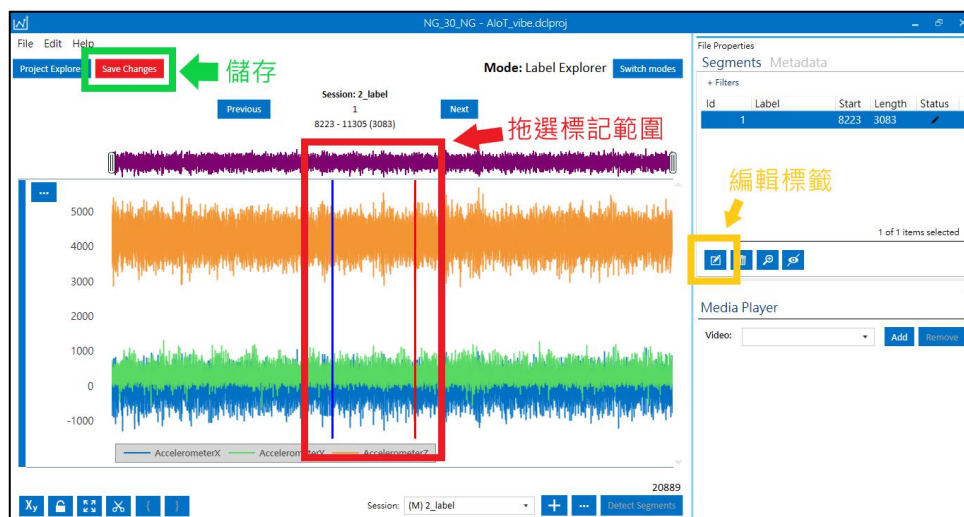 NG_30_NG - AIoT_vibe.dclproj
File Edit Help
Project Explorer Save Changes
儲存
Mode: Label Explorer Switch modes
Session: 2_label
Previous 1 Next
8223 - 11305 (3083)
拖選標記範圍
...
5000
4000
3000
2000
1000
0
-1000
AccelerometerX AccelerometerY AccelerometerZ
20889
Session: (M) 2_label + ... Detect Segments
Xy { }
File Properties
Segments Metadata
+ Filters
Id Label Start Length Status
1 8223 3083
編輯標籤
1 of 1 items selected
Media Player
Video: Add Remove